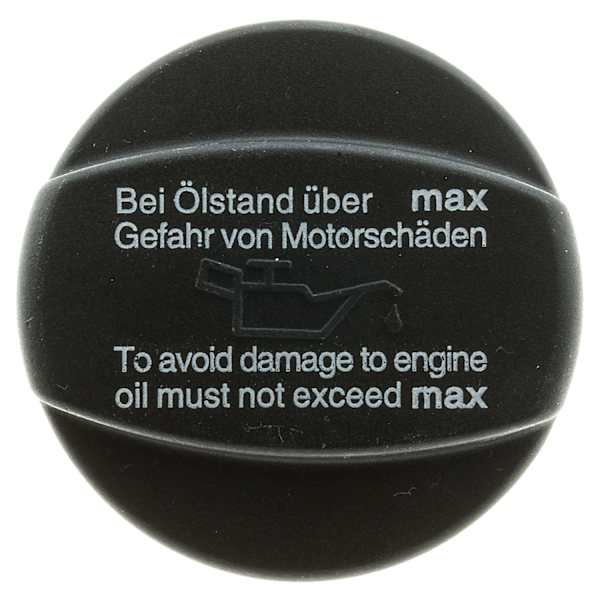 Bei Ölstand über max
Gefahr von Motorschäden
To avoid damage to engine
oil must not exceed max